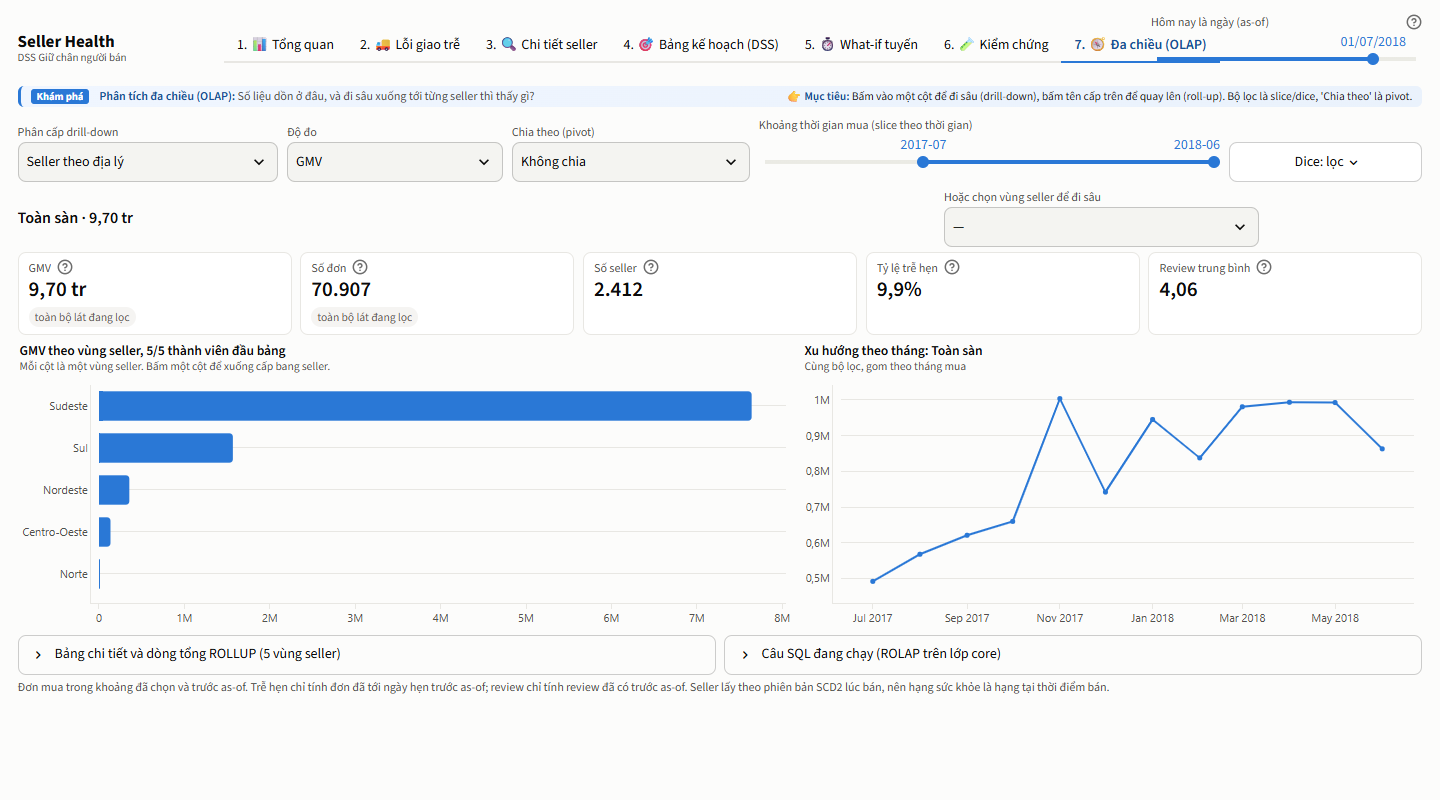 Hôm nay là ngày (as-of)
Seller Health
DSS Giữ chân người bán
1. Tổng quan
2. Lỗi giao trễ
3. Chi tiết seller
4. Bảng kế hoạch (DSS)
5. What-if tuyến
6. Kiểm chứng
7. Đa chiều (OLAP)
01/07/2018
Khám phá Phân tích đa chiều (OLAP): Số liệu dồn ở đâu, và đi sâu xuống tới từng seller thì thấy gì?
Mục tiêu: Bấm vào một cột để đi sâu (drill-down), bấm tên cấp trên để quay lên (roll-up). Bộ lọc là slice/dice, 'Chia theo' là pivot.
Phân cấp drill-down
Độ đo
Chia theo (pivot)
Khoảng thời gian mua (slice theo thời gian)
Seller theo địa lý
GMV
Không chia
2017-07
2018-06
Dice: lọc
Toàn sàn · 9,70 tr
Hoặc chọn vùng seller để đi sâu
—
GMV
9,70 tr
toàn bộ lát đang lọc
Số đơn
70.907
toàn bộ lát đang lọc
Số seller
2.412
Tỷ lệ trễ hẹn
9,9%
Review trung bình
4,06
GMV theo vùng seller, 5/5 thành viên đầu bảng
Mỗi cột là một vùng seller. Bấm một cột để xuống cấp bang seller.
Sudeste
Sul
Nordeste
Centro-Oeste
Norte
0 1M 2M 3M 4M 5M 6M 7M 8M
Xu hướng theo tháng: Toàn sàn
Cùng bộ lọc, gom theo tháng mua
1M
0,9M
0,8M
0,7M
0,6M
0,5M
Jul 2017 Sep 2017 Nov 2017 Jan 2018 Mar 2018 May 2018
Bảng chi tiết và dòng tổng ROLLUP (5 vùng seller)
Câu SQL đang chạy (ROLAP trên lớp core)
Đơn mua trong khoảng đã chọn và trước as-of. Trễ hẹn chỉ tính đơn đã tới ngày hẹn trước as-of; review chỉ tính review đã có trước as-of. Seller lấy theo phiên bản SCD2 lúc bán, nên hạng sức khỏe là hạng tại thời điểm bán.